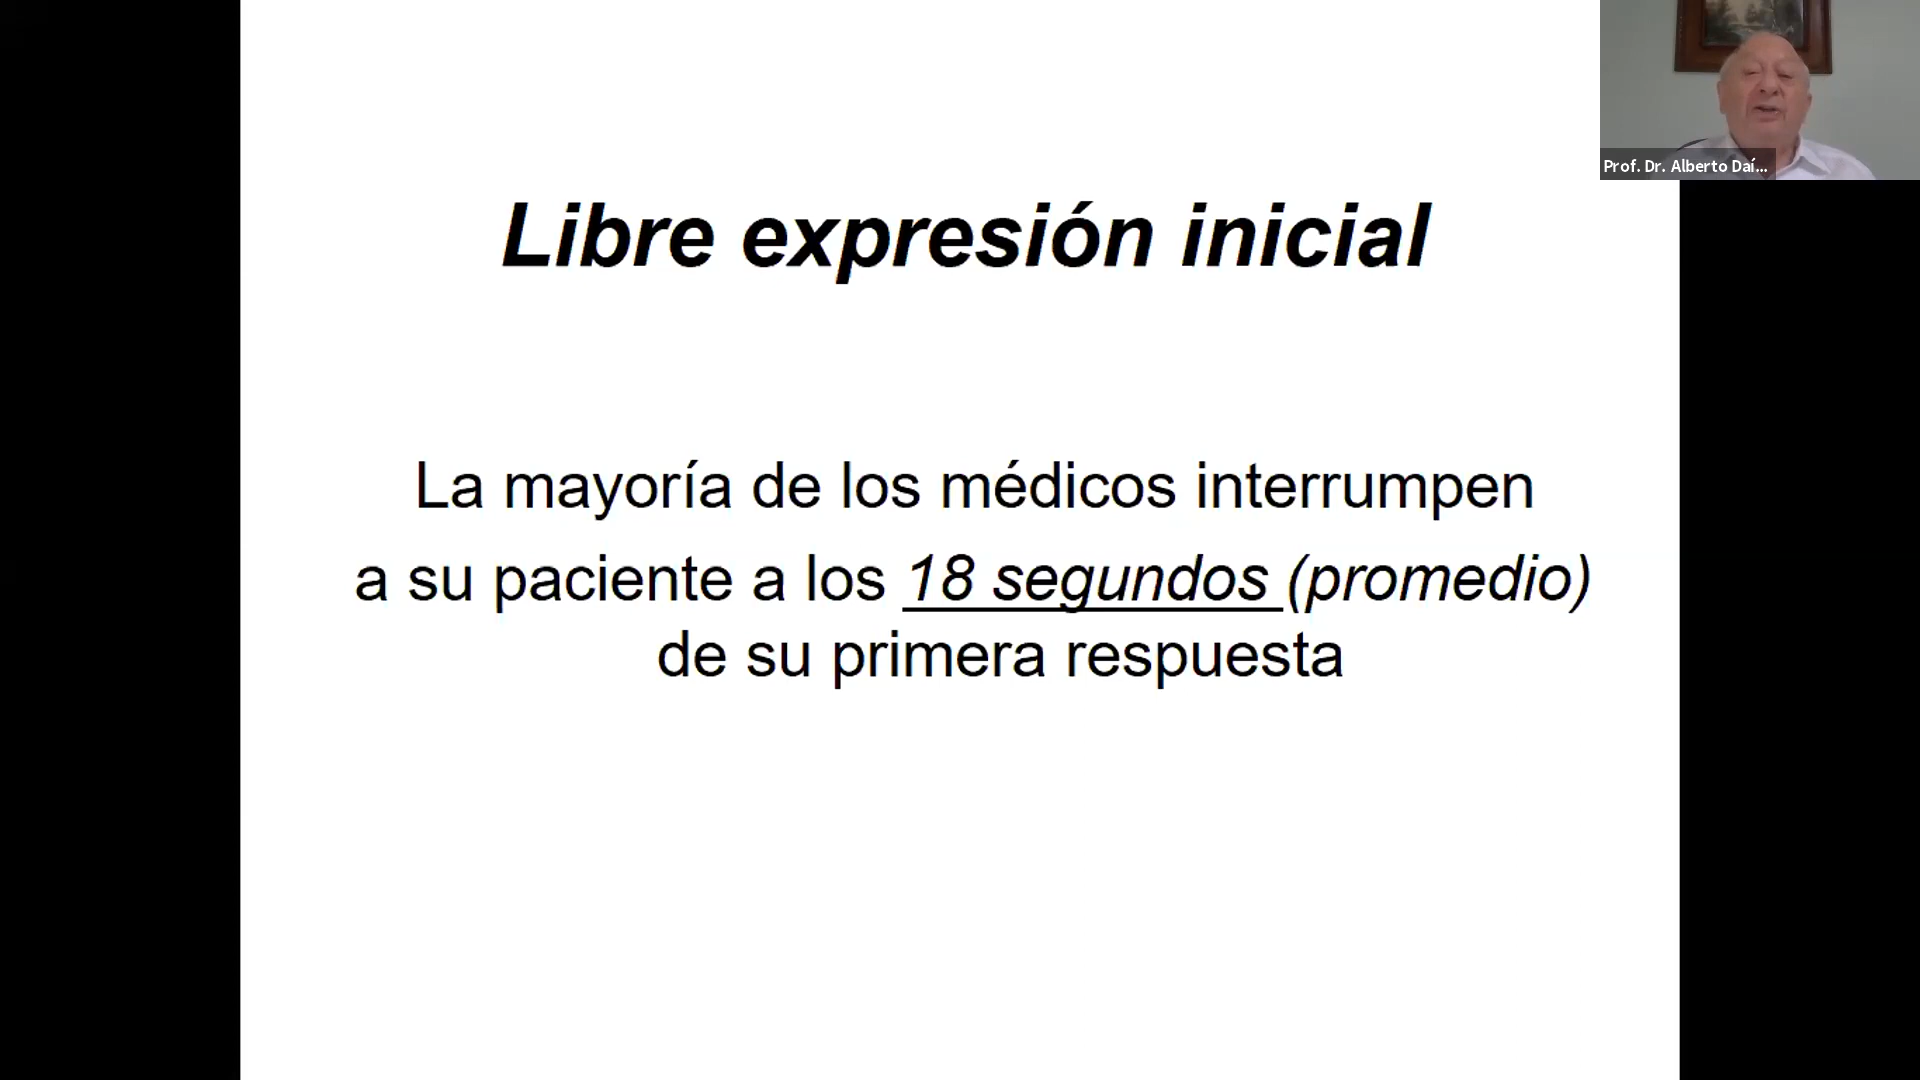 Libre expresión inicial
La mayoría de los médicos interrumpen
a su paciente a los 18 segundos (promedio)
de su primera respuesta
Prof. Dr. Alberto Daí...